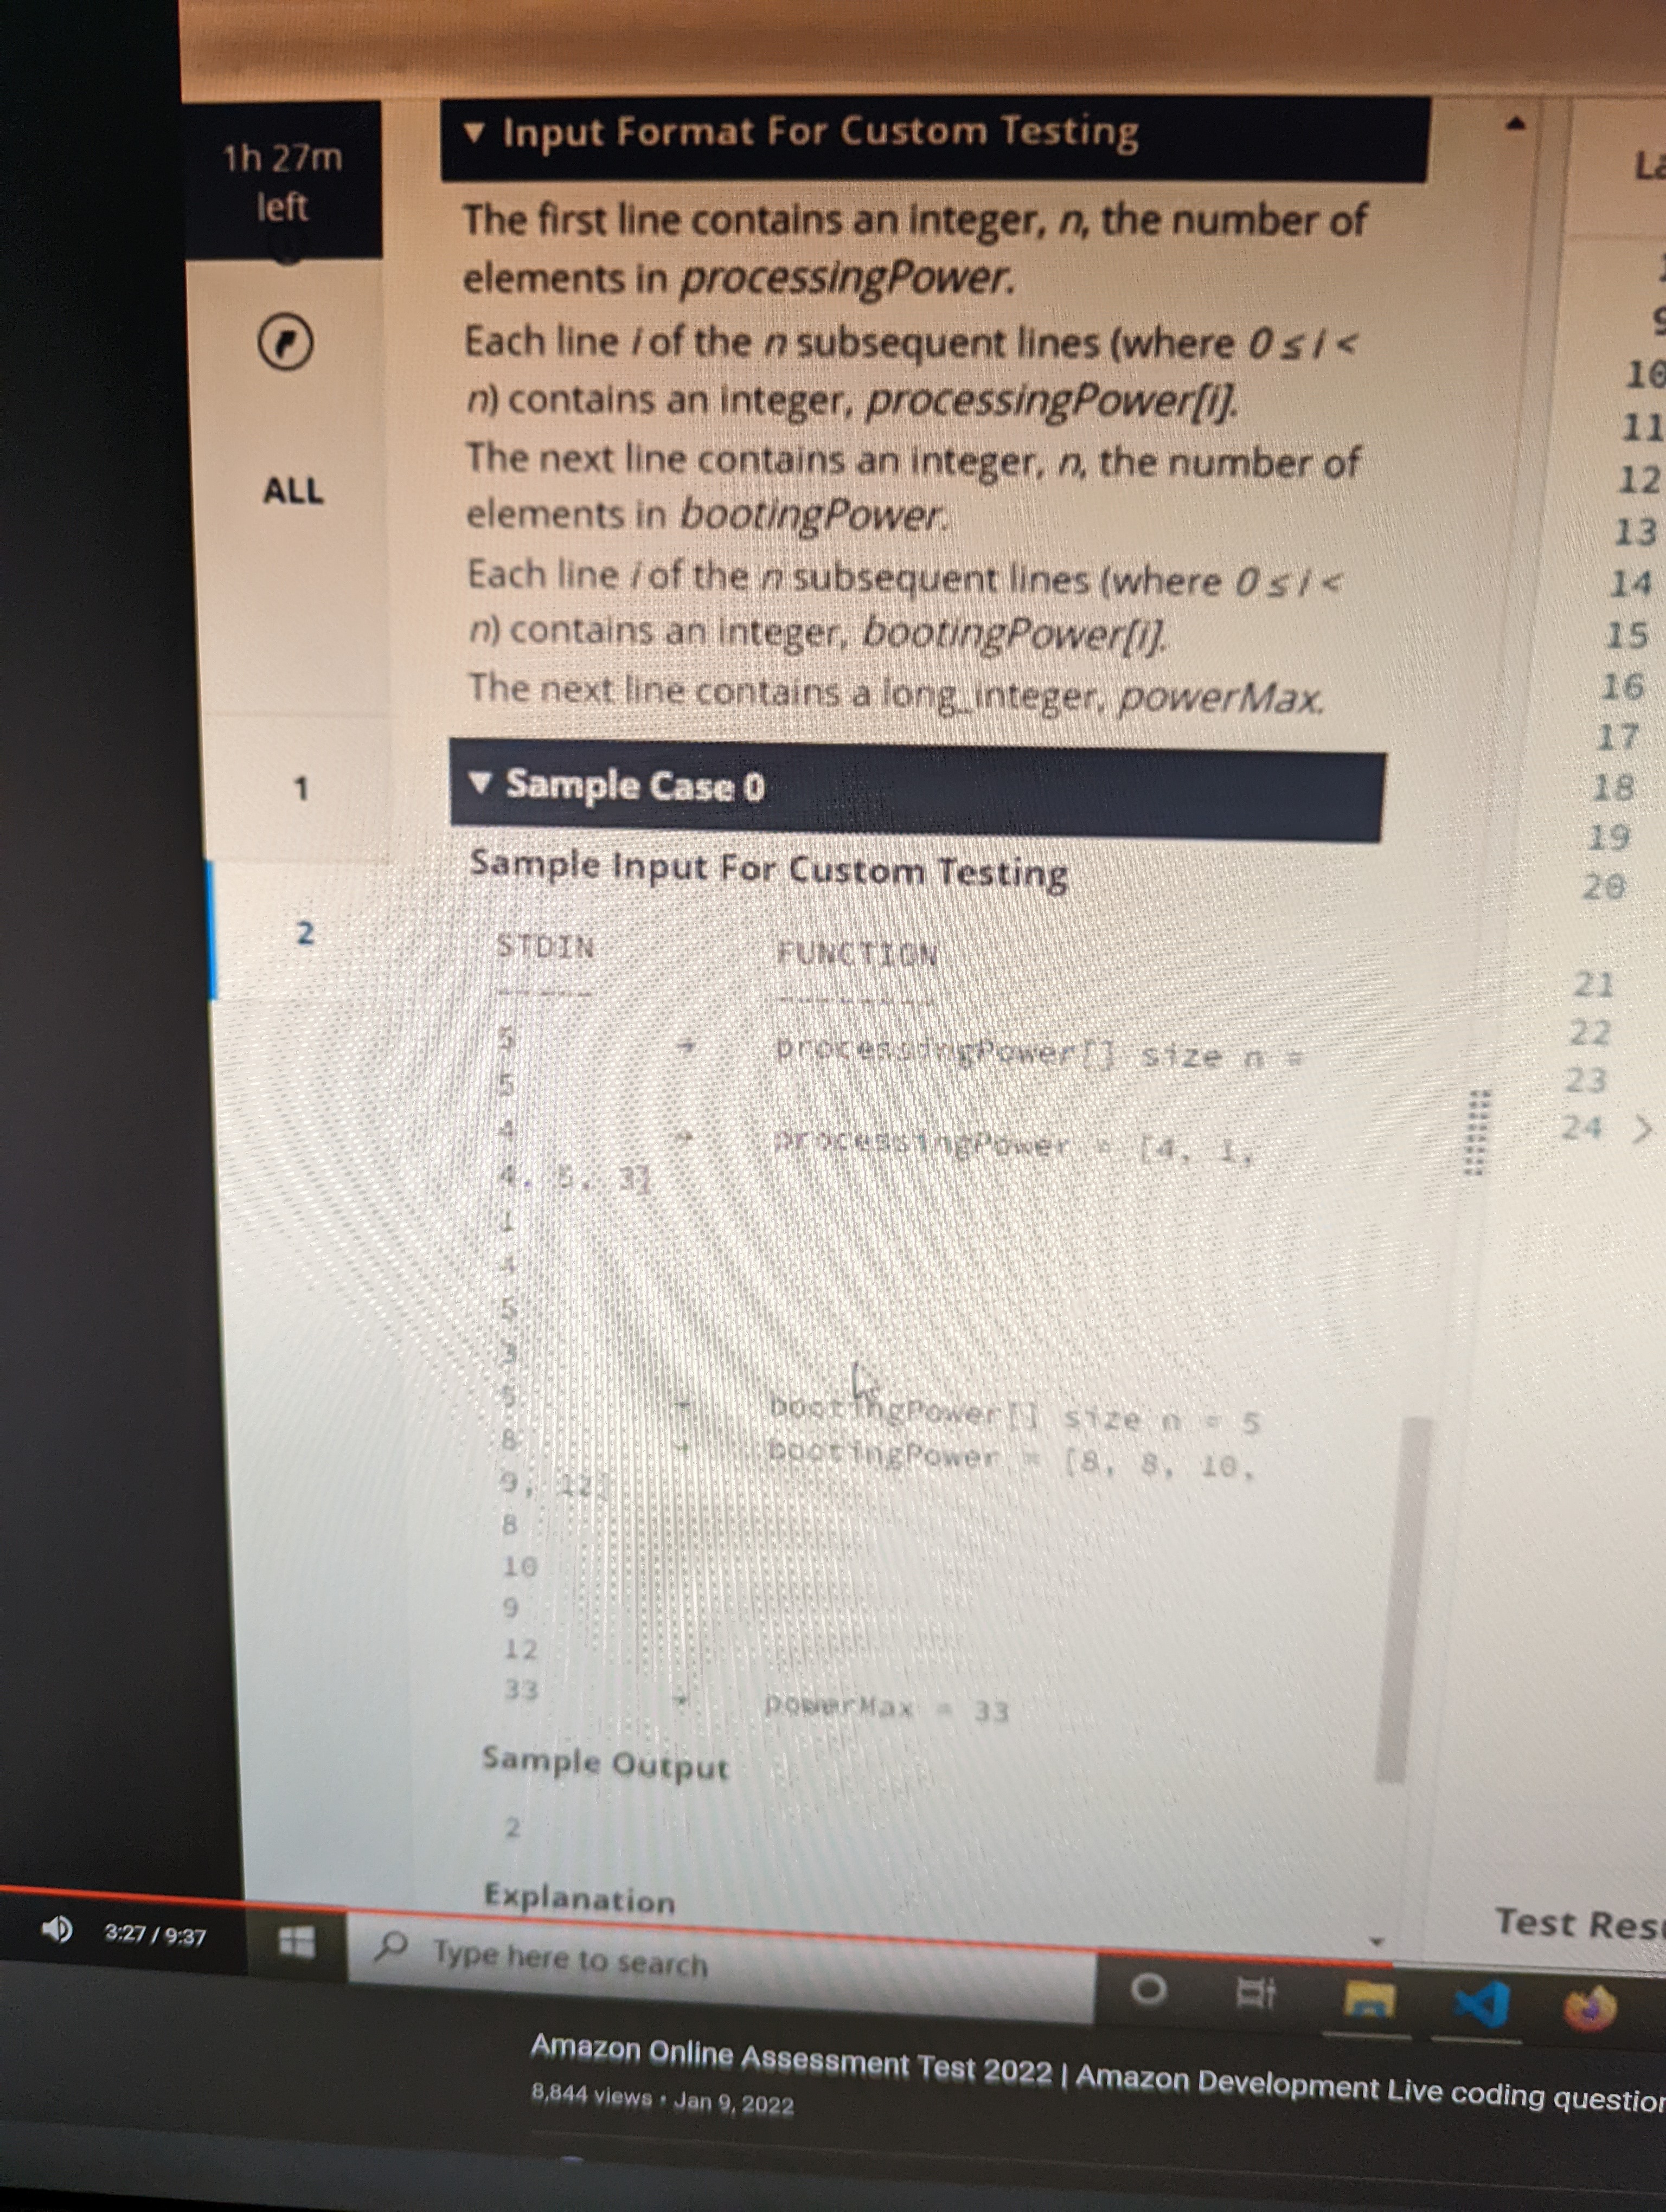 1h 27m
left
ALL
1
2
▼ Input Format For Custom Testing
The first line contains an integer, n, the number of
elements in processingPower.
Each line i of the n subsequent lines (where 0 ≤ i <
n) contains an integer, processingPower[i].
The next line contains an integer, n, the number of
elements in bootingPower.
Each line i of the n subsequent lines (where 0 ≤ i <
n) contains an integer, bootingPower[i].
The next line contains a long_integer, powerMax.
▼ Sample Case 0
Sample Input For Custom Testing
STDIN FUNCTION
----- --------
5 → processingPower[] size n =
5
4 → processingPower = [4, 1,
4, 5, 3]
1
4
5
3
5 → bootingPower[] size n = 5
8 → bootingPower = [8, 8, 10,
9, 12]
8
10
9
12
33 → powerMax = 33
Sample Output
2
Explanation
10
11
12
13
14
15
16
17
18
19
20
21
22
23
24 >
Test Res
3:27 / 9:37
Type here to search
Amazon Online Assessment Test 2022 | Amazon Development Live coding question
8,844 views • Jan 9, 2022